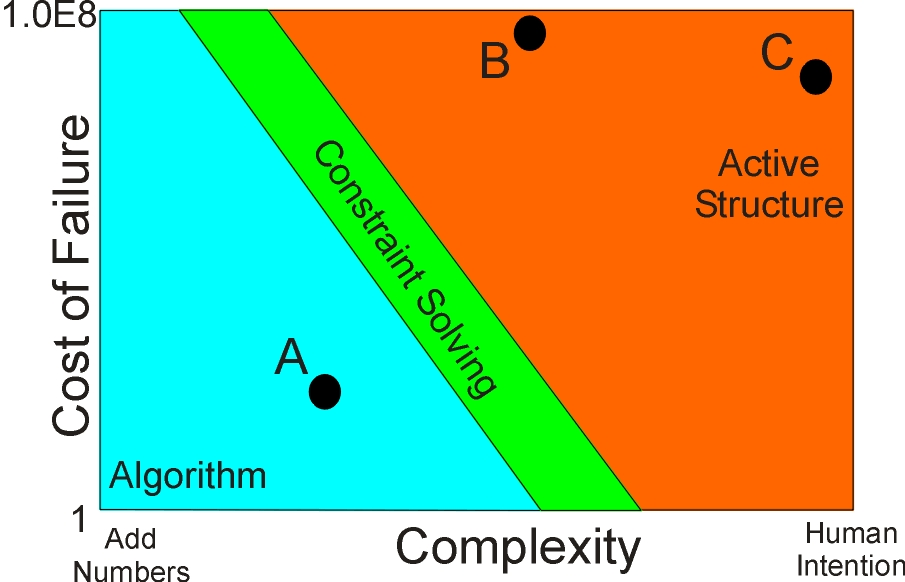 1.0E8
Cost of Failure
B
C
Active
Structure
Constraint Solving
A
Algorithm
1
Add
Numbers
Complexity
Human
Intention